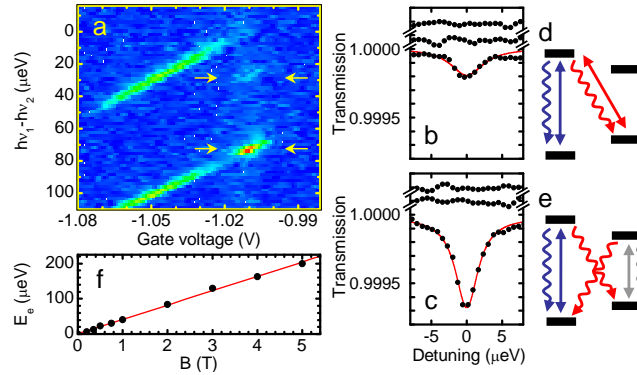 a
0
20
40
60
80
100
hν₁-hν₂ (μeV)
-1.08
-1.05
-1.02
-0.99
Gate voltage (V)
f
200
100
0
E_e (μeV)
0
1
2
3
4
5
B (T)
b
1.0000
0.9995
Transmission
c
1.0000
0.9995
Transmission
-5
0
5
Detuning (μeV)
d
e